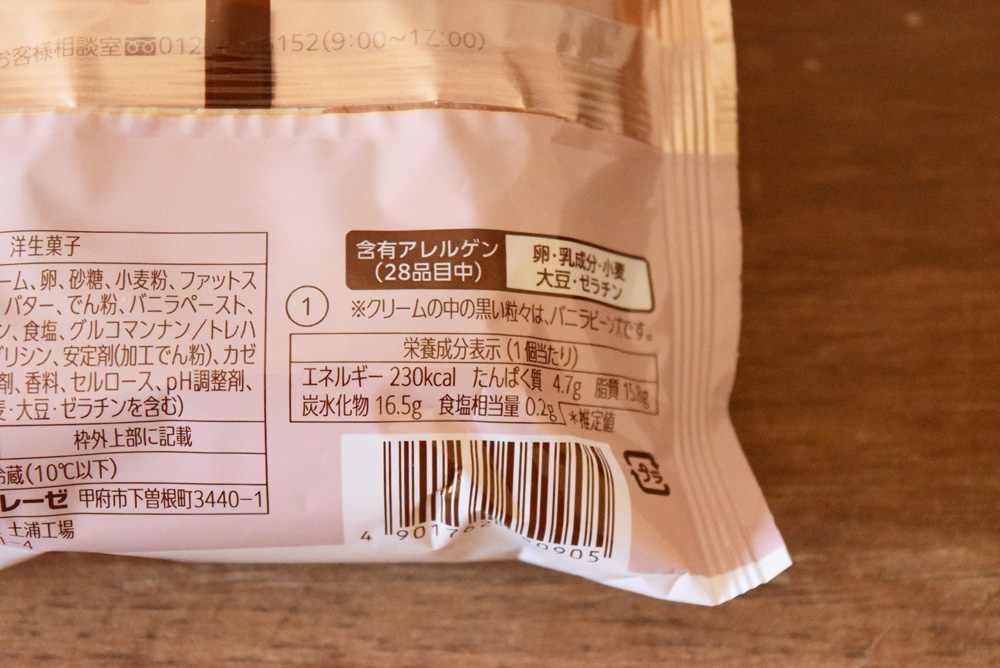 お客様相談室 012 152(9:00〜17:00)
洋生菓子
ーム、卵、砂糖、小麦粉、ファットス
バター、でん粉、バニラペースト、
ン、食塩、グルコマンナン/トレハ
グリシン、安定剤(加工でん粉)、カゼ
剤、香料、セルロース、pH調整剤、
麦・大豆・ゼラチンを含む)
枠外上部に記載
冷蔵(10℃以下)
レーゼ 甲府市下曽根町3440-1
土浦工場
1-4
含有アレルゲン
(28品目中)
卵・乳成分・小麦
大豆・ゼラチン
1
※クリームの中の黒い粒々は、バニラビーンズです。
栄養成分表示(1個当たり)
エネルギー 230kcal たんぱく質 4.7g 脂質 15.8g
炭水化物 16.5g 食塩相当量 0.2g *推定値
プラ
4 901762 0905